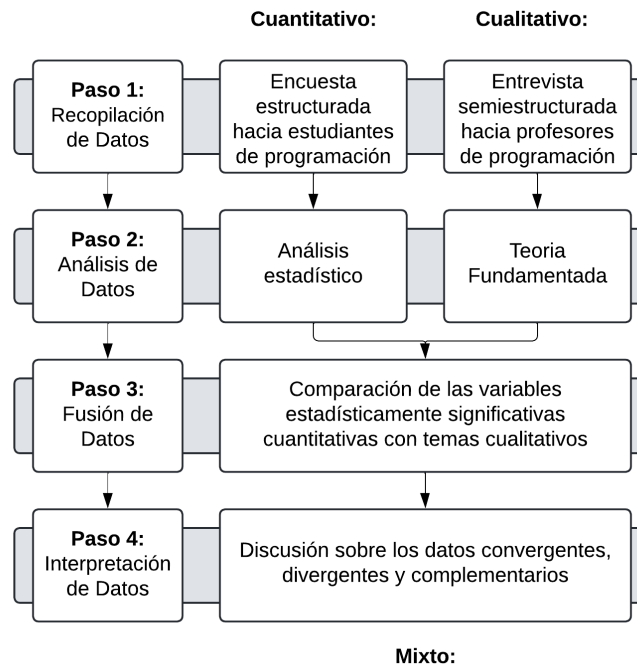 Cuantitativo:
Cualitativo:
Paso 1:
Recopilación
de Datos
Encuesta
estructurada
hacia estudiantes
de programación
Entrevista
semiestructurada
hacia profesores
de programación
Paso 2:
Análisis de
Datos
Análisis
estadístico
Teoria
Fundamentada
Paso 3:
Fusión de
Datos
Comparación de las variables
estadísticamente significativas
cuantitativas con temas cualitativos
Paso 4:
Interpretación
de Datos
Discusión sobre los datos convergentes,
divergentes y complementarios
Mixto: